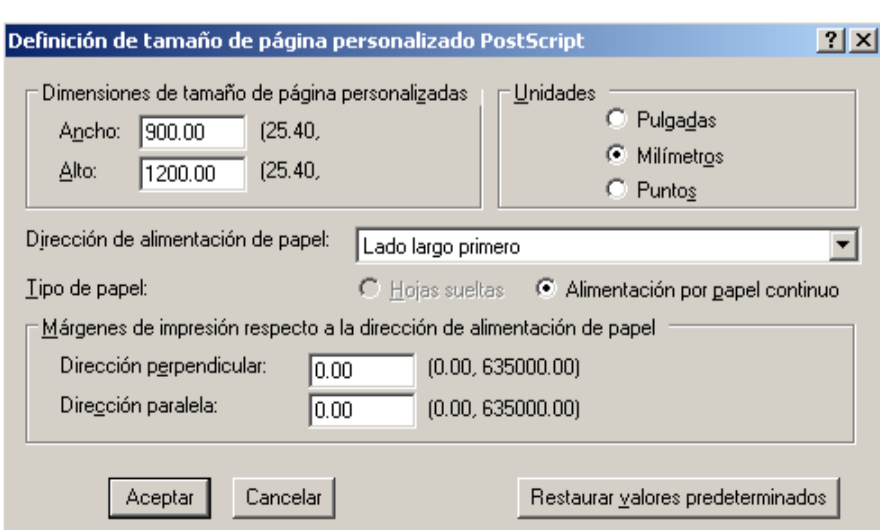 Definición de tamaño de página personalizado PostScript
Dimensiones de tamaño de página personalizadas
Ancho: 900.00 (25.40,
Alto: 1200.00 (25.40,
Unidades
Pulgadas
Milímetros
Puntos
Dirección de alimentación de papel: Lado largo primero
Tipo de papel: Hojas sueltas Alimentación por papel continuo
Márgenes de impresión respecto a la dirección de alimentación de papel
Dirección perpendicular: 0.00 (0.00, 635000.00)
Dirección paralela: 0.00 (0.00, 635000.00)
Aceptar Cancelar Restaurar valores predeterminados